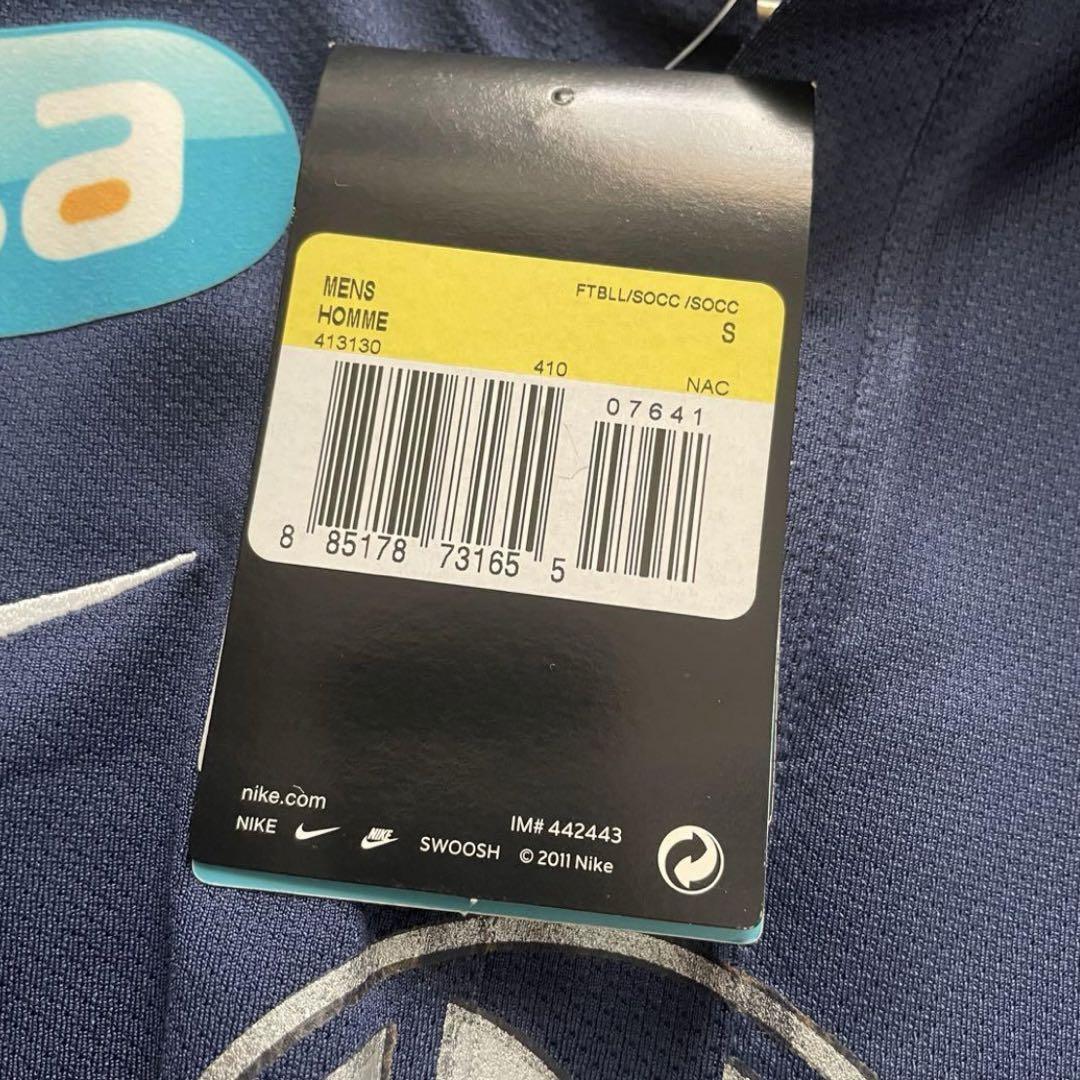 a
MENS
HOMME
FTBLL/SOCC /SOCC
S
413130
410
NAC
07641
8 85178 73165 5
nike.com
NIKE NIKE SWOOSH
IM# 442443
© 2011 Nike